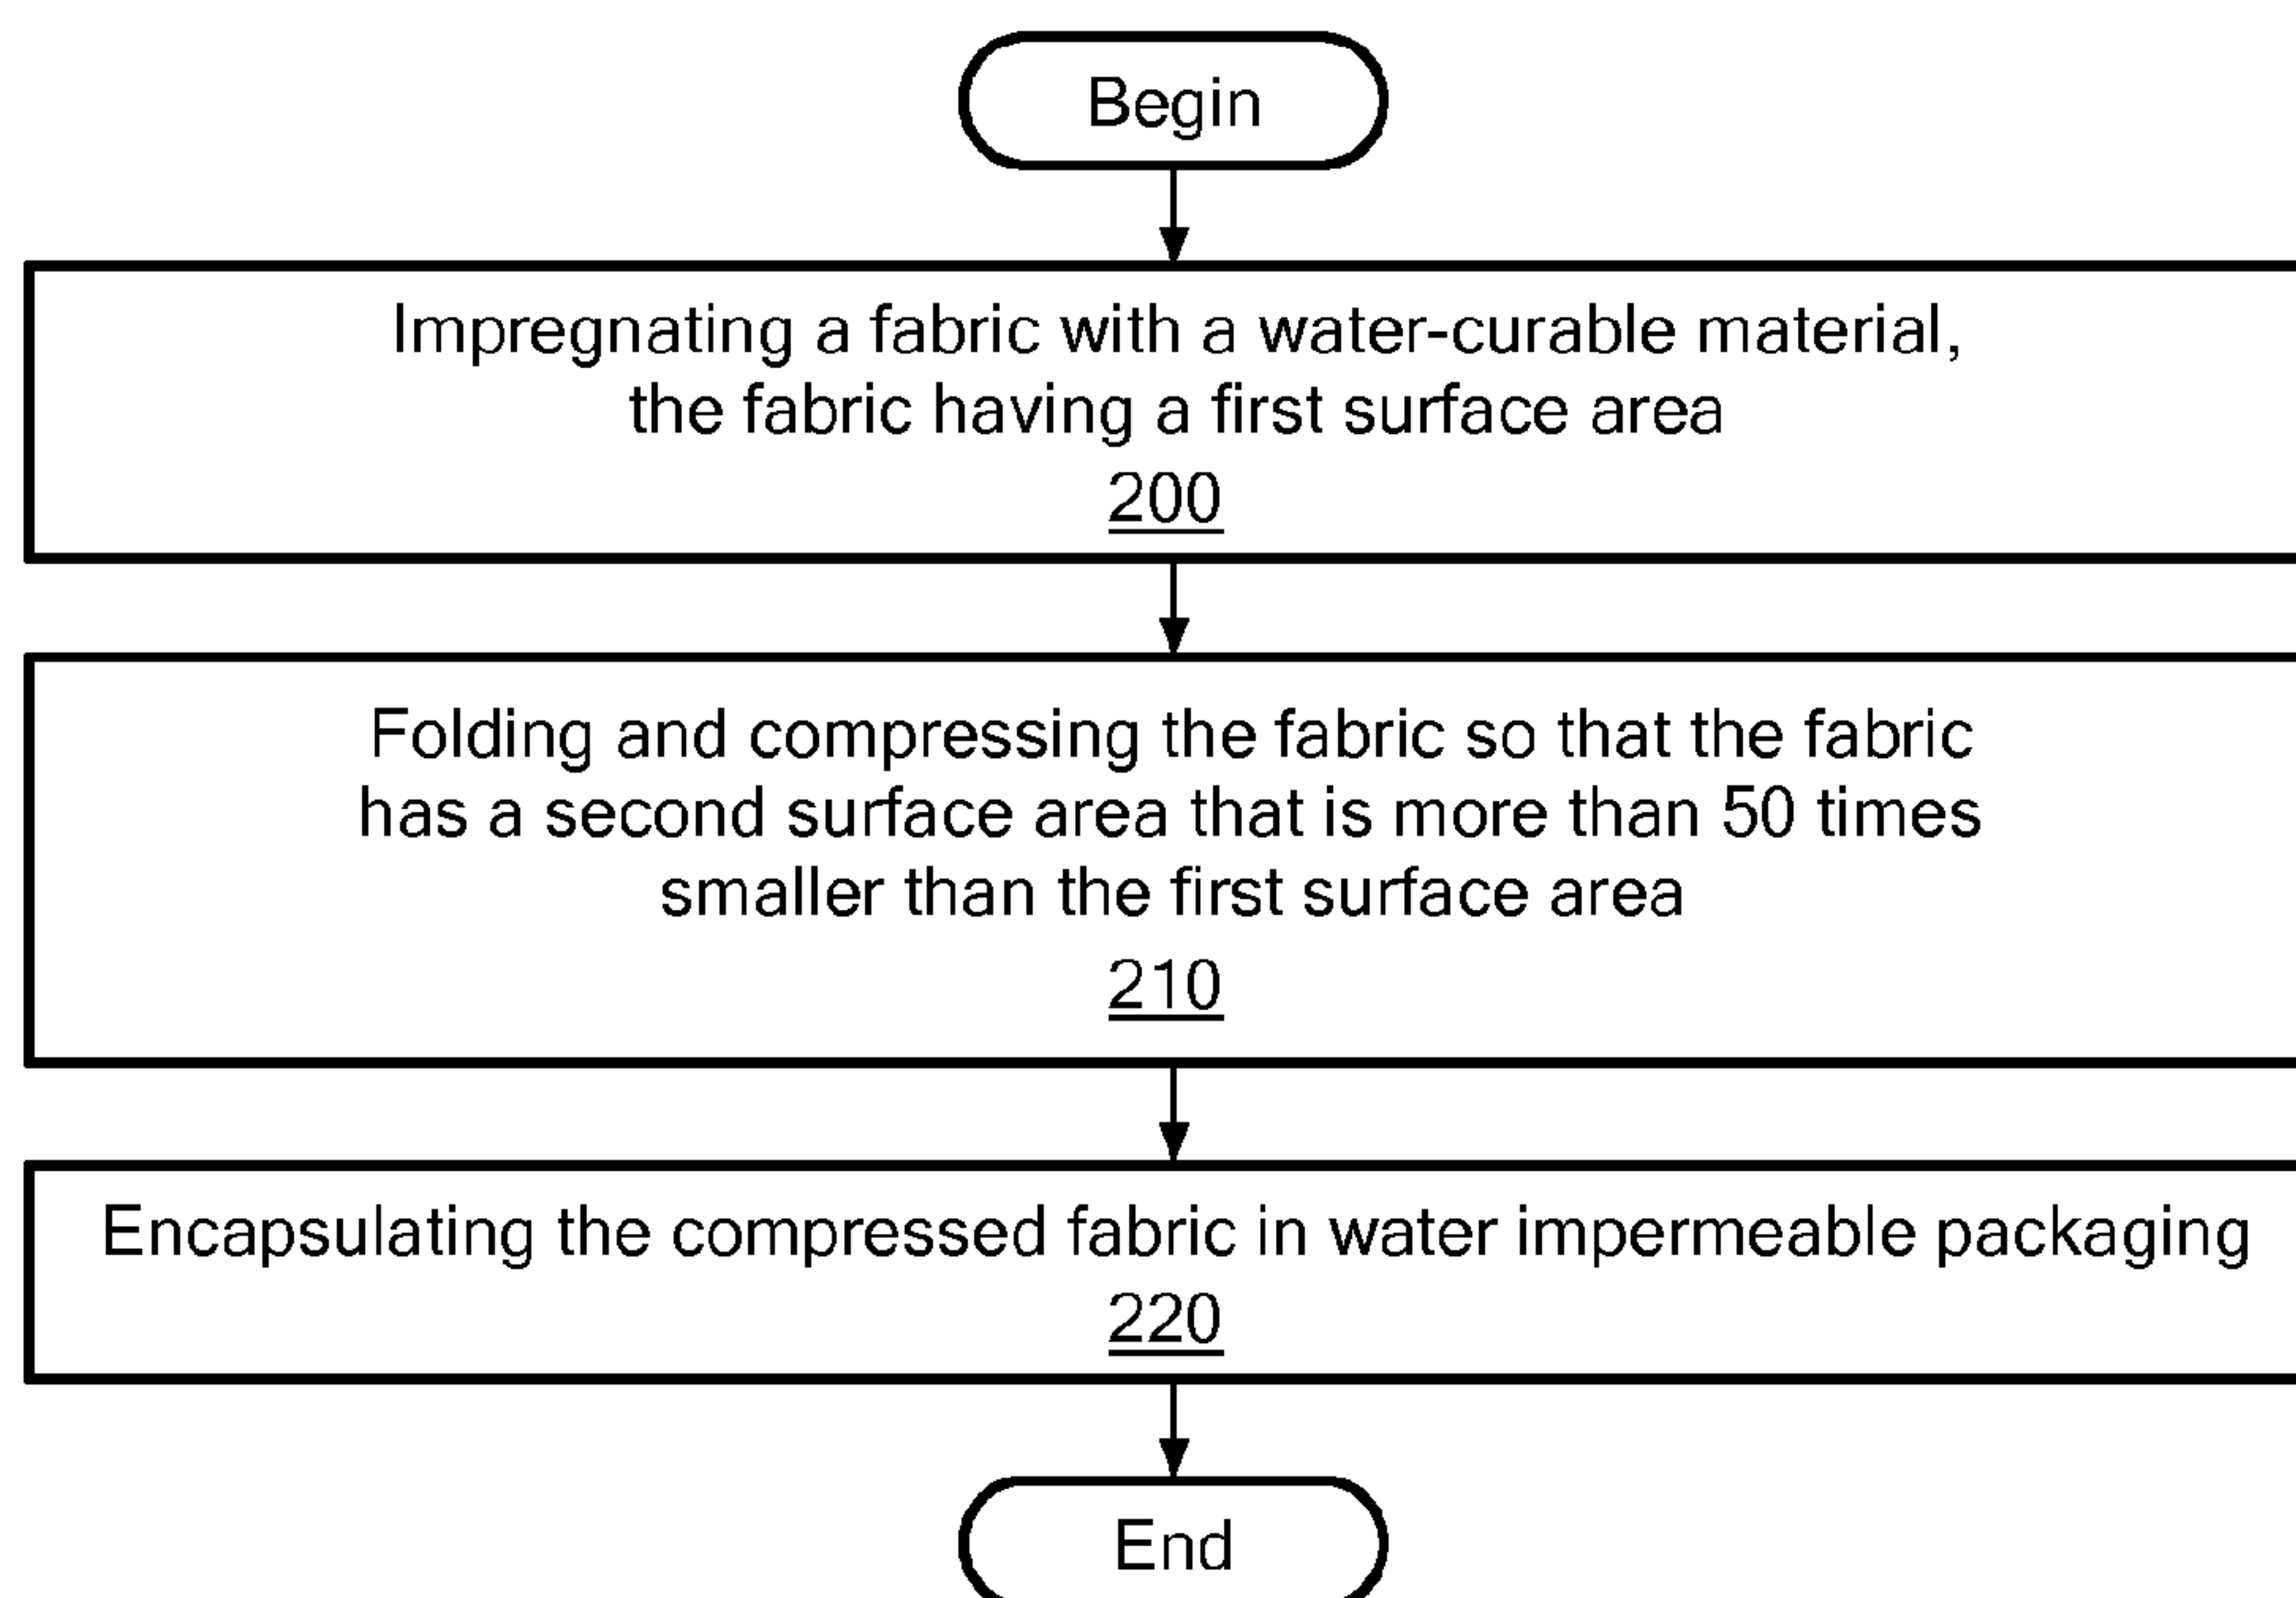 Begin
Impregnating a fabric with a water-curable material,
the fabric having a first surface area
200
Folding and compressing the fabric so that the fabric
has a second surface area that is more than 50 times
smaller than the first surface area
210
Encapsulating the compressed fabric in water impermeable packaging
220
End